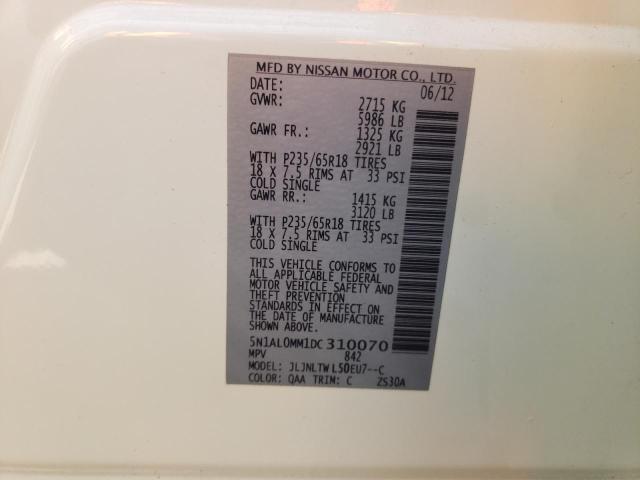 MFD BY NISSAN MOTOR CO., LTD.
DATE: 06/12
GVWR: 2715 KG
5986 LB
GAWR FR.: 1325 KG
2921 LB
WITH P235/65R18 TIRES
18 X 7.5 RIMS AT 33 PSI
COLD SINGLE
GAWR RR.: 1415 KG
3120 LB
WITH P235/65R18 TIRES
18 X 7.5 RIMS AT 33 PSI
COLD SINGLE
THIS VEHICLE CONFORMS TO
ALL APPLICABLE FEDERAL
MOTOR VEHICLE SAFETY AND
THEFT PREVENTION
STANDARDS IN EFFECT ON
THE DATE OF MANUFACTURE
SHOWN ABOVE.
5N1AL0MM1DC310070
MPV 842
MODEL: JLJNLTWL50EU7--C
COLOR: QAA TRIM: C ZS30A